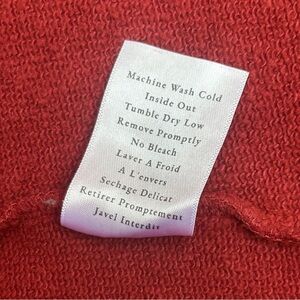 Machine Wash Cold
Inside Out
Tumble Dry Low
Remove Promptly
No Bleach
Laver A Froid
A L'envers
Sechage Delicat
Retirer Promptement
Javel Interdit